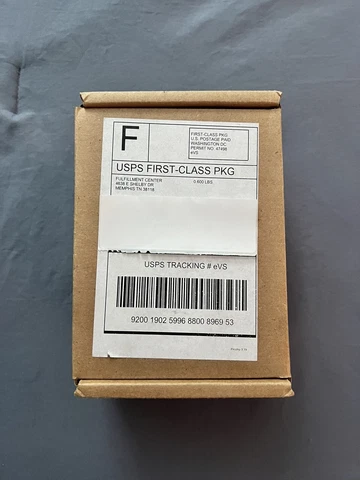 F
FIRST-CLASS PKG
U.S. POSTAGE PAID
WASHINGTON DC
PERMIT NO. 47498
eVS
USPS FIRST-CLASS PKG
FULFILLMENT CENTER
0.600 LBS
4638 E SHELBY DR
MEMPHIS TN 38118
USPS TRACKING # eVS
9200 1902 5996 8800 8969 53